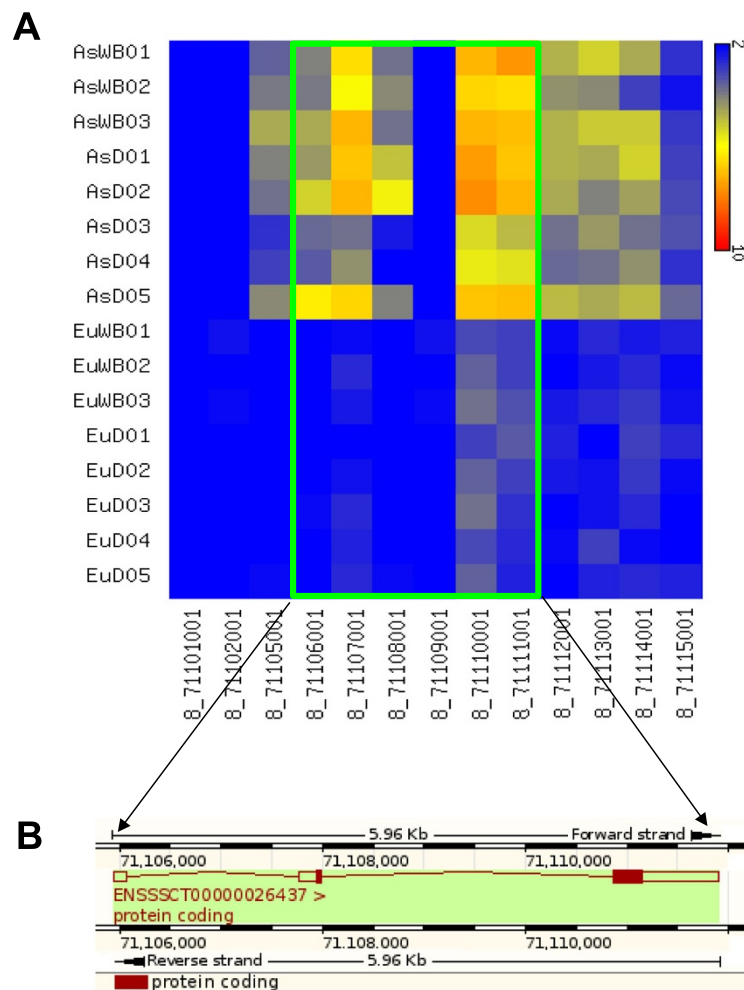 A
AsWB01
AsWB02
AsWB03
AsD01
AsD02
AsD03
AsD04
AsD05
EuWB01
EuWB02
EuWB03
EuD01
EuD02
EuD03
EuD04
EuD05
2
10
8_71101001
8_71102001
8_71105001
8_71106001
8_71107001
8_71108001
8_71109001
8_71110001
8_71111001
8_71112001
8_71113001
8_71114001
8_71115001
B
5.96 Kb Forward strand
71,106,000 71,108,000 71,110,000
ENSSSCT00000026437 >
protein coding
71,106,000 71.108.000 71,110,000
Reverse strand 5.96 Kb
protein coding